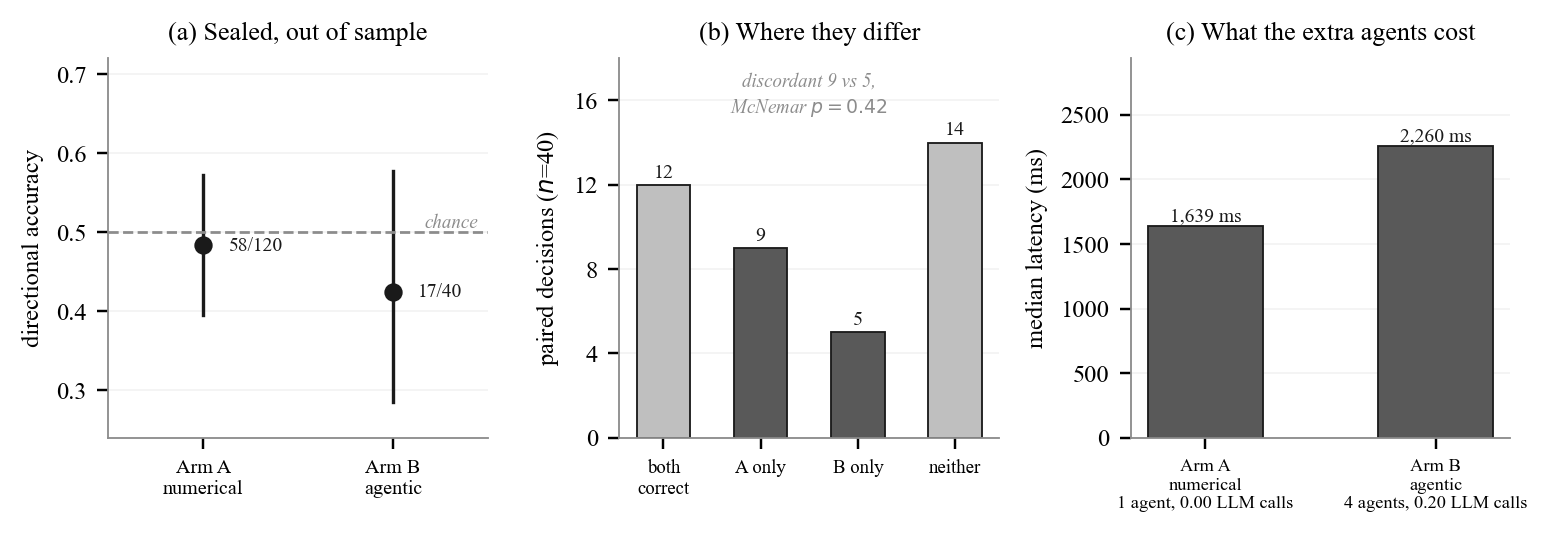 (a) Sealed, out of sample
directional accuracy
0.7
0.6
0.5
0.4
0.3
chance
58/120
17/40
Arm A
numerical
Arm B
agentic
(b) Where they differ
paired decisions (n=40)
16
12
8
4
0
discordant 9 vs 5,
McNemar p = 0.42
12
9
5
14
both
correct
A only
B only
neither
(c) What the extra agents cost
median latency (ms)
2500
2000
1500
1000
500
0
1,639 ms
2,260 ms
Arm A
numerical
1 agent, 0.00 LLM calls
Arm B
agentic
4 agents, 0.20 LLM calls